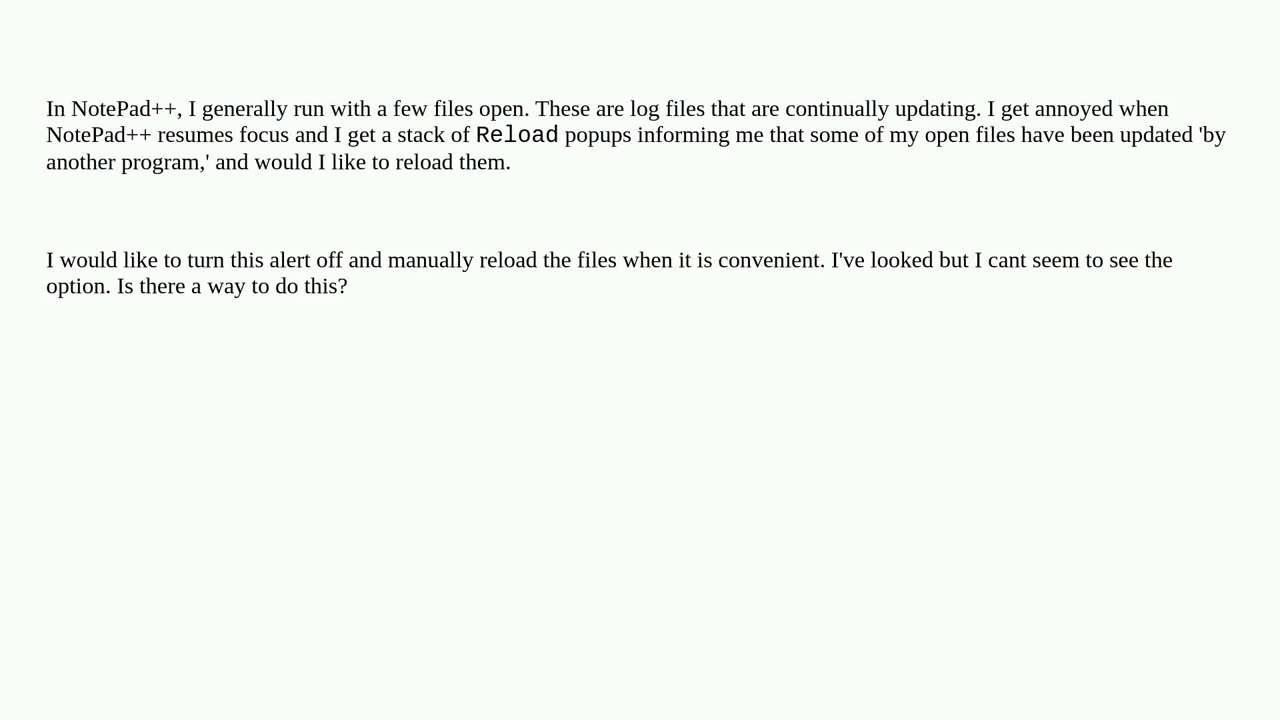 In NotePad++, I generally run with a few files open. These are log files that are continually updating. I get annoyed when
NotePad++ resumes focus and I get a stack of Reload popups informing me that some of my open files have been updated 'by
another program,' and would I like to reload them.
I would like to turn this alert off and manually reload the files when it is convenient. I've looked but I cant seem to see the
option. Is there a way to do this?